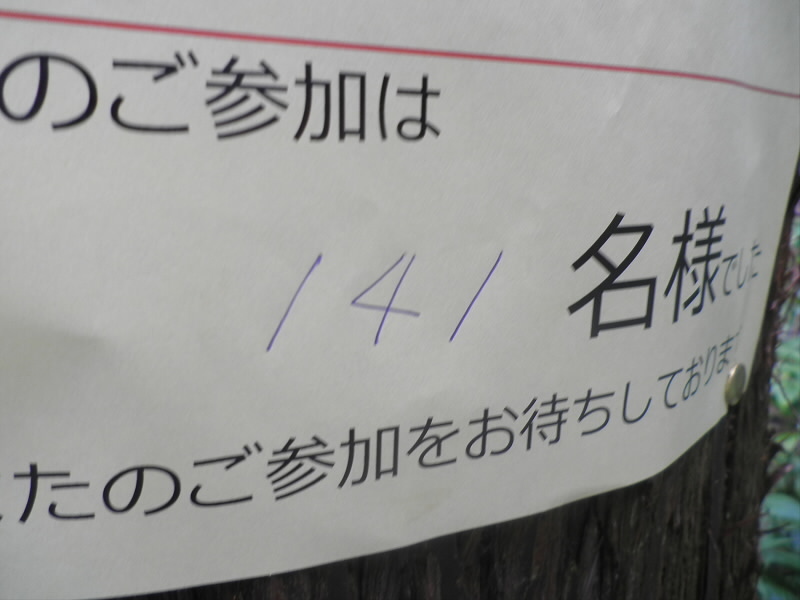 のご参加は
141 名様でした
たのご参加をお待ちしておりま